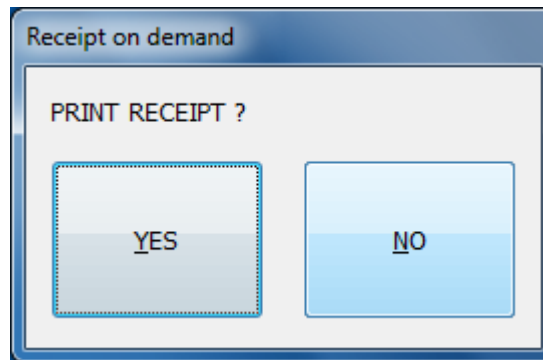 Receipt on demand
PRINT RECEIPT ?
YES NO